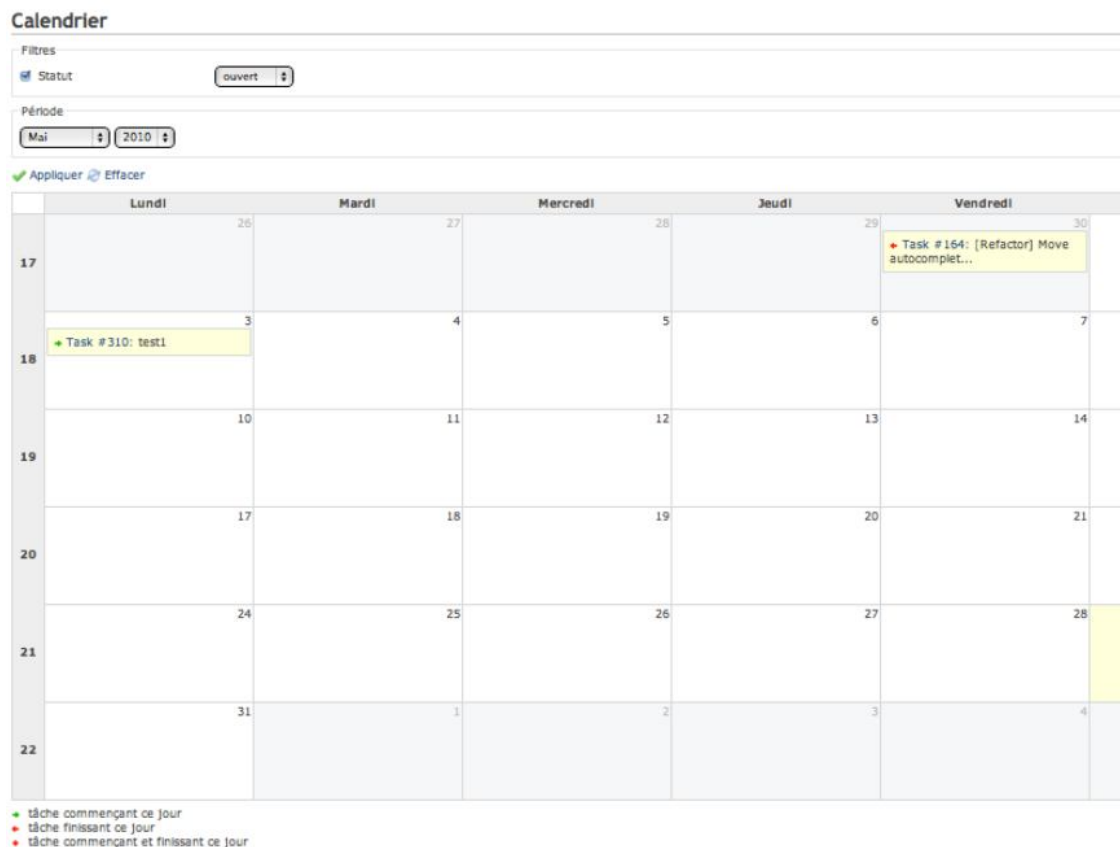 Calendrier
Filtres
Statut ouvert
Période
Mai 2010
Appliquer Effacer
Lundi Mardi Mercredi Jeudi Vendredi
26 27 28 29 30
17
Task #164: [Refactor] Move
autocomplet...
3 4 5 6 7
Task #310: test1
18
10 11 12 13 14
19
17 18 19 20 21
20
24 25 26 27 28
21
31 1 2 3 4
22
tâche commençant ce jour
tâche finissant ce jour
tâche commençant et finissant ce jour